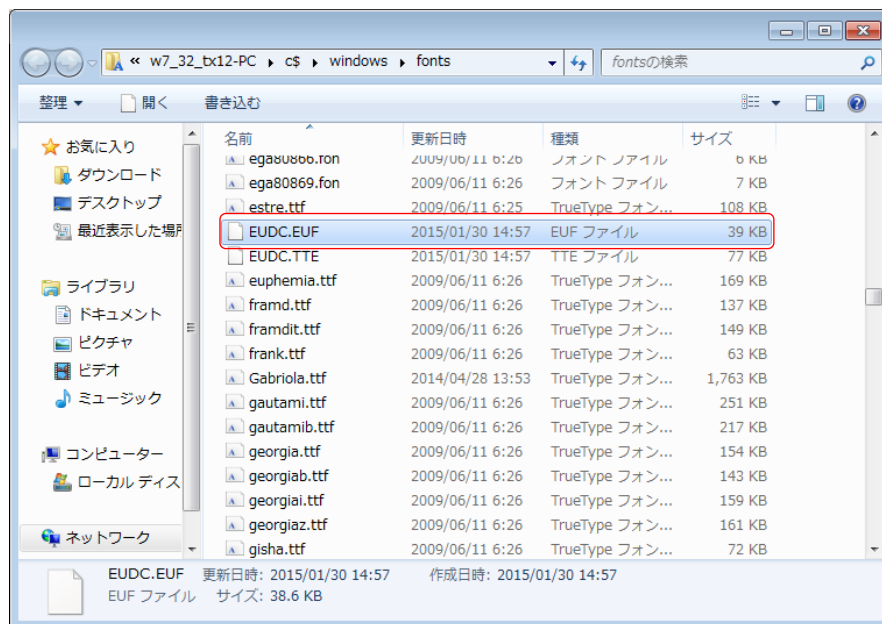 « w7_32_tx12-PC ▸ c$ ▸ windows ▸ fonts
fontsの検索
整理 ▼ 開く 書き込む
お気に入り
ダウンロード
デスクトップ
最近表示した場所
ライブラリ
ドキュメント
ピクチャ
ビデオ
ミュージック
コンピューター
ローカル ディス
ネットワーク
名前 更新日時 種類 サイズ
ega80866.fon 2009/06/11 6:26 フォント ファイル 6 KB
ega80869.fon 2009/06/11 6:26 フォント ファイル 7 KB
estre.ttf 2009/06/11 6:25 TrueType フォン... 108 KB
EUDC.EUF 2015/01/30 14:57 EUF ファイル 39 KB
EUDC.TTE 2015/01/30 14:57 TTE ファイル 77 KB
euphemia.ttf 2009/06/11 6:26 TrueType フォン... 169 KB
framd.ttf 2009/06/11 6:26 TrueType フォン... 137 KB
framdit.ttf 2009/06/11 6:26 TrueType フォン... 149 KB
frank.ttf 2009/06/11 6:26 TrueType フォン... 63 KB
Gabriola.ttf 2014/04/28 13:53 TrueType フォン... 1,763 KB
gautami.ttf 2009/06/11 6:26 TrueType フォン... 251 KB
gautamib.ttf 2009/06/11 6:26 TrueType フォン... 217 KB
georgia.ttf 2009/06/11 6:26 TrueType フォン... 154 KB
georgiab.ttf 2009/06/11 6:26 TrueType フォン... 143 KB
georgiai.ttf 2009/06/11 6:26 TrueType フォン... 159 KB
georgiaz.ttf 2009/06/11 6:26 TrueType フォン... 161 KB
gisha.ttf 2009/06/11 6:26 TrueType フォン... 72 KB
EUDC.EUF 更新日時: 2015/01/30 14:57 作成日時: 2015/01/30 14:57
EUF ファイル サイズ: 38.6 KB